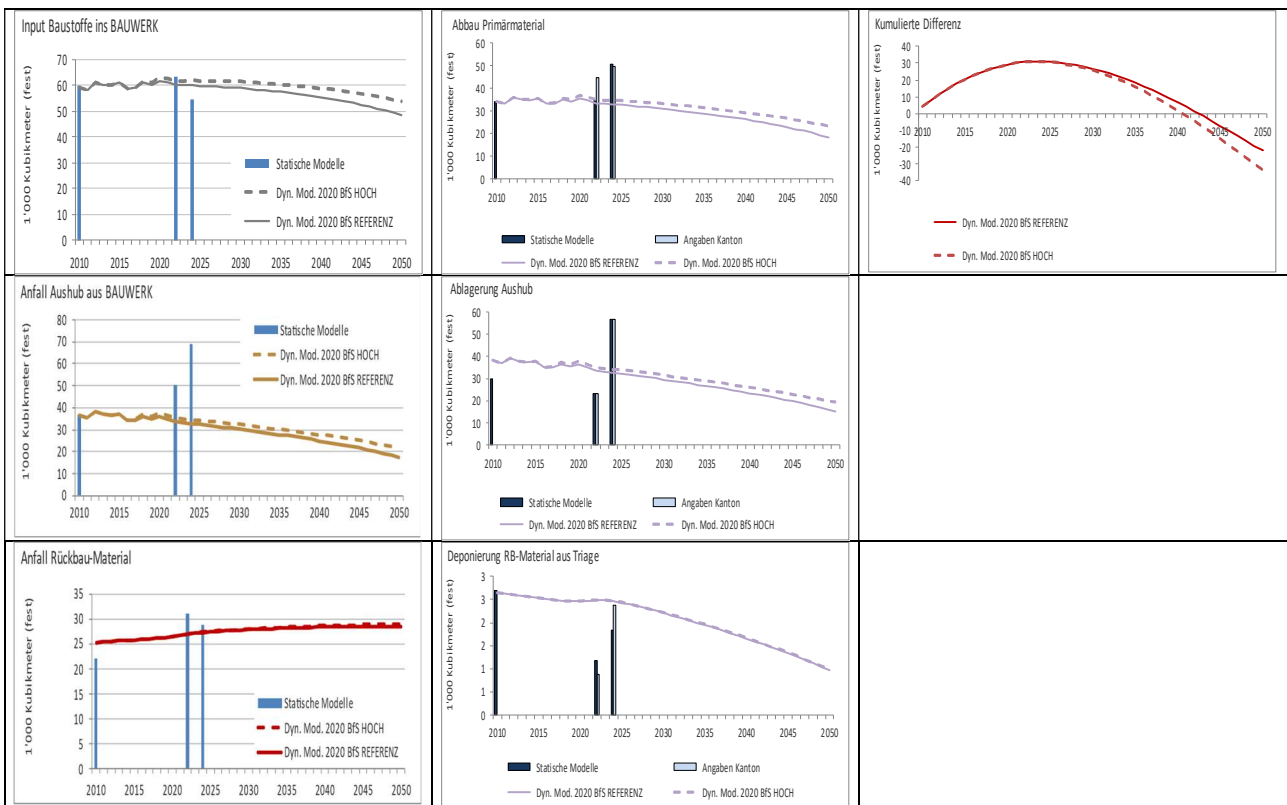 Input Baustoffe ins BAUWERK
1'000 Kubikmeter (fest)
70
60
50
40
30
20
10
0
Statische Modelle
Dyn. Mod. 2020 BfS HOCH
Dyn. Mod. 2020 BfS REFERENZ
2010 2015 2020 2025 2030 2035 2040 2045 2050
Abbau Primärmaterial
1'000 Kubikmeter (fest)
60
50
40
30
20
10
0
2010 2015 2020 2025 2030 2035 2040 2045 2050
Statische Modelle Angaben Kanton
Dyn. Mod. 2020 BfS REFERENZ Dyn. Mod. 2020 BfS HOCH
Kumulierte Differenz
1'000 Kubikmeter (fest)
40
30
20
10
0
-10
-20
-30
-40
2010 2015 2020 2025 2030 2035 2040 2045 2050
Dyn. Mod. 2020 BfS REFERENZ
Dyn. Mod. 2020 BfS HOCH
Anfall Aushub aus BAUWERK
1'000 Kubikmeter (fest)
80
70
60
50
40
30
20
10
0
Statische Modelle
Dyn. Mod. 2020 BfS HOCH
Dyn. Mod. 2020 BfS REFERENZ
2010 2015 2020 2025 2030 2035 2040 2045 2050
Ablagerung Aushub
1'000 Kubikmeter (fest)
60
50
40
30
20
10
0
2010 2015 2020 2025 2030 2035 2040 2045 2050
Statische Modelle Angaben Kanton
Dyn. Mod. 2020 BfS REFERENZ Dyn. Mod. 2020 BfS HOCH
Anfall Rückbau-Material
1'000 Kubikmeter (fest)
35
30
25
20
15
10
5
0
Statische Modelle
Dyn. Mod. 2020 BfS HOCH
Dyn. Mod. 2020 BfS REFERENZ
2010 2015 2020 2025 2030 2035 2040 2045 2050
Deponierung RB-Material aus Triage
1'000 Kubikmeter (fest)
3
3
2
2
1
1
0
2010 2015 2020 2025 2030 2035 2040 2045 2050
Statische Modelle Angaben Kanton
Dyn. Mod. 2020 BfS REFERENZ Dyn. Mod. 2020 BfS HOCH